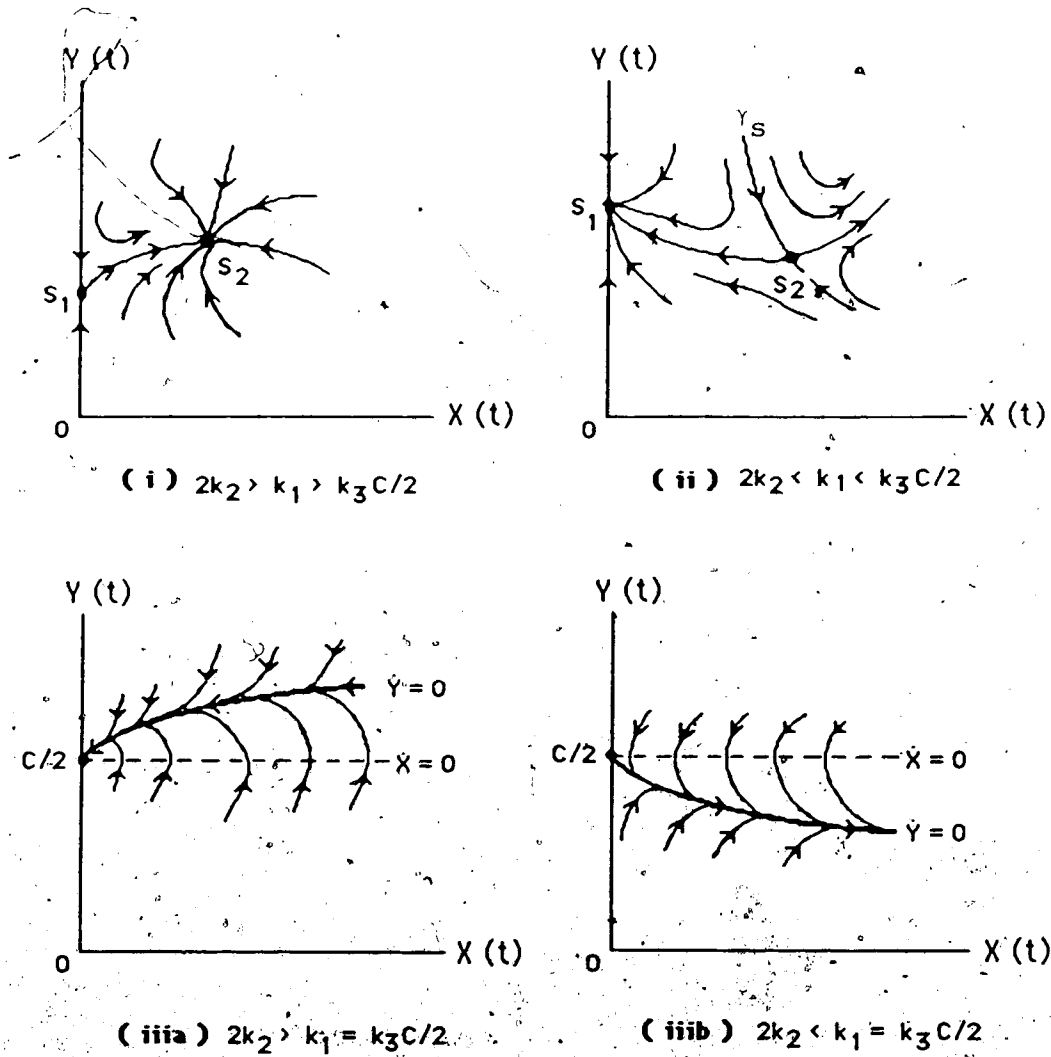 Y (t)
S₁
S₂
0
X (t)
(i) 2k₂ > k₁ > k₃C/2
Y (t)
γS
S₁
S₂
0
X (t)
(ii) 2k₂ < k₁ < k₃C/2
Y (t)
Ẏ = 0
C/2
Ẋ = 0
0
X (t)
(iiia) 2k₂ > k₁ = k₃C/2
Y (t)
C/2
Ẋ = 0
Ẏ = 0
0
X (t)
(iiib) 2k₂ < k₁ = k₃C/2